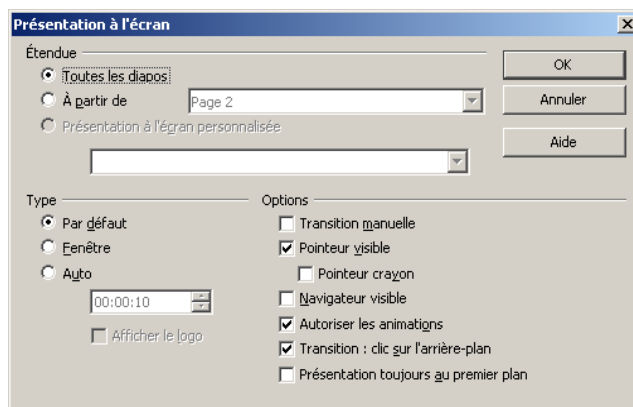 Présentation à l'écran
Étendue
Toutes les diapos
À partir de
Page 2
Présentation à l'écran personnalisée
OK
Annuler
Aide
Type
Par défaut
Fenêtre
Auto
00:00:10
Afficher le logo
Options
Transition manuelle
Pointeur visible
Pointeur crayon
Navigateur visible
Autoriser les animations
Transition : clic sur l'arrière-plan
Présentation toujours au premier plan